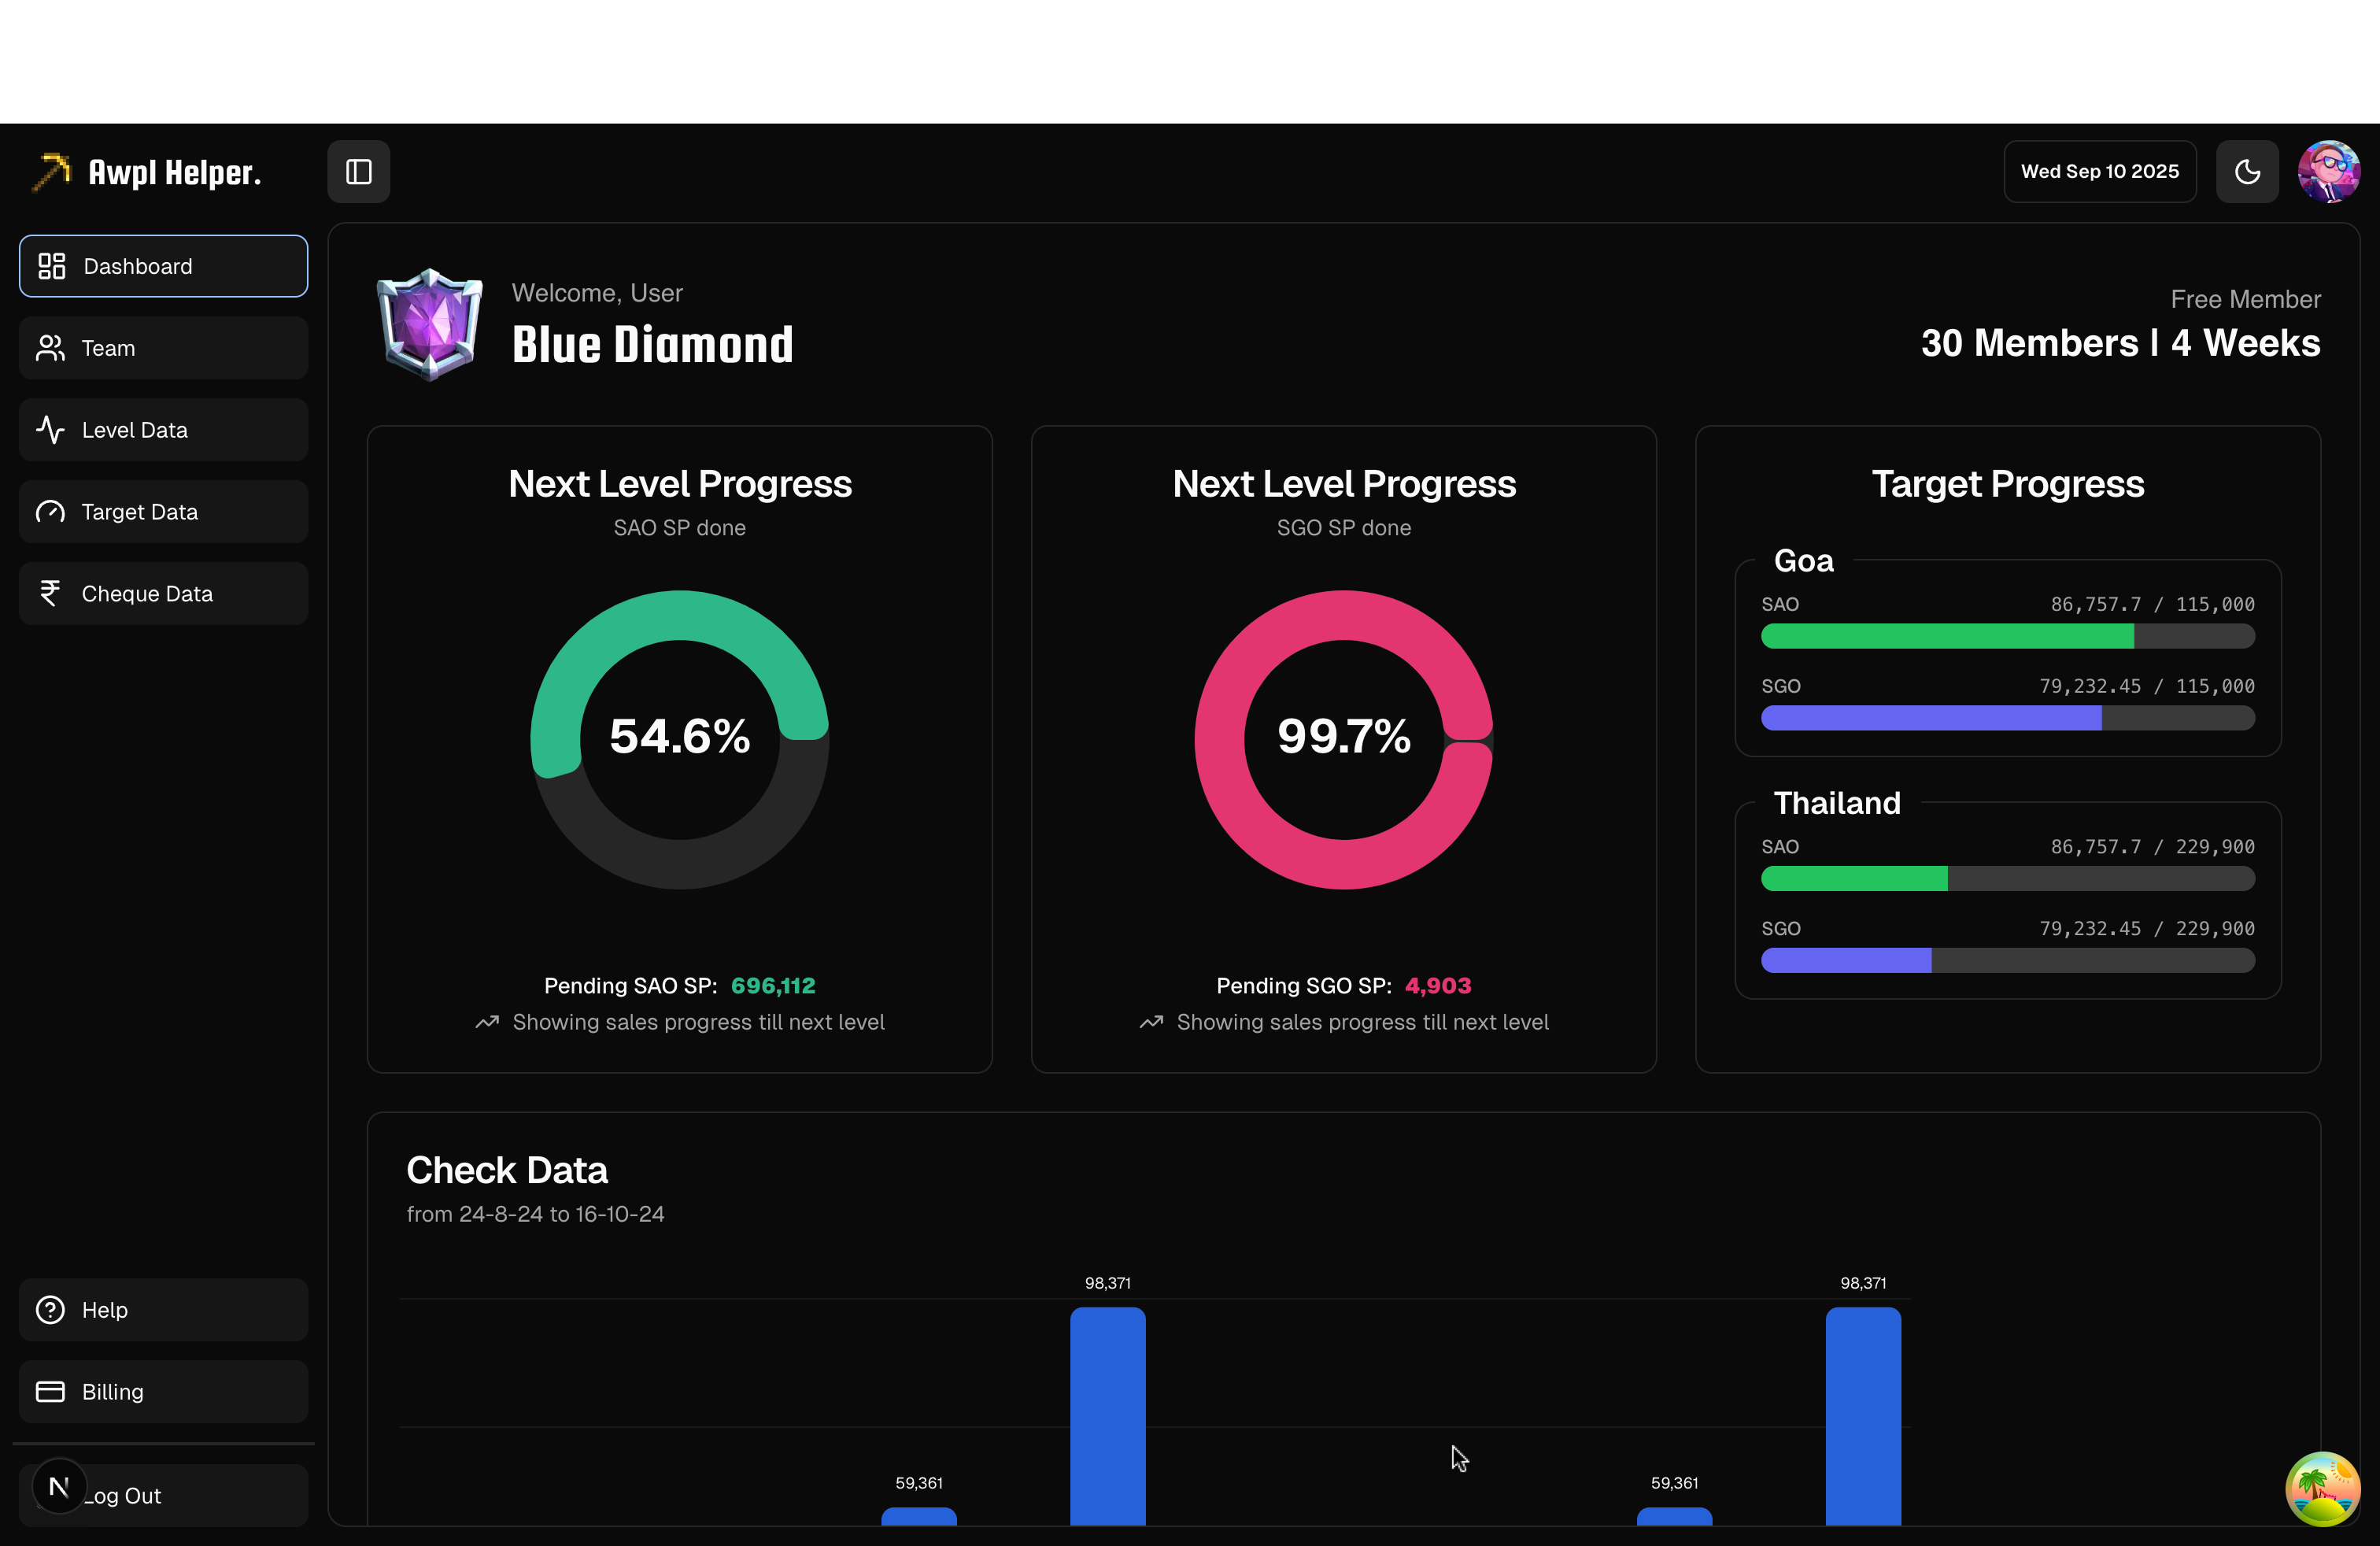 Awpl Helper.
Wed Sep 10 2025
Dashboard
Team
Level Data
Target Data
Cheque Data
Help
Billing
N
Log Out
Welcome, User
Blue Diamond
Free Member
30 Members | 4 Weeks
Next Level Progress
SAO SP done
54.6%
Pending SAO SP: 696,112
Showing sales progress till next level
Next Level Progress
SGO SP done
99.7%
Pending SGO SP: 4,903
Showing sales progress till next level
Target Progress
Goa
SAO 86,757.7 / 115,000
SGO 79,232.45 / 115,000
Thailand
SAO 86,757.7 / 229,900
SGO 79,232.45 / 229,900
Check Data
from 24-8-24 to 16-10-24
98,371 98,371
59,361 59,361